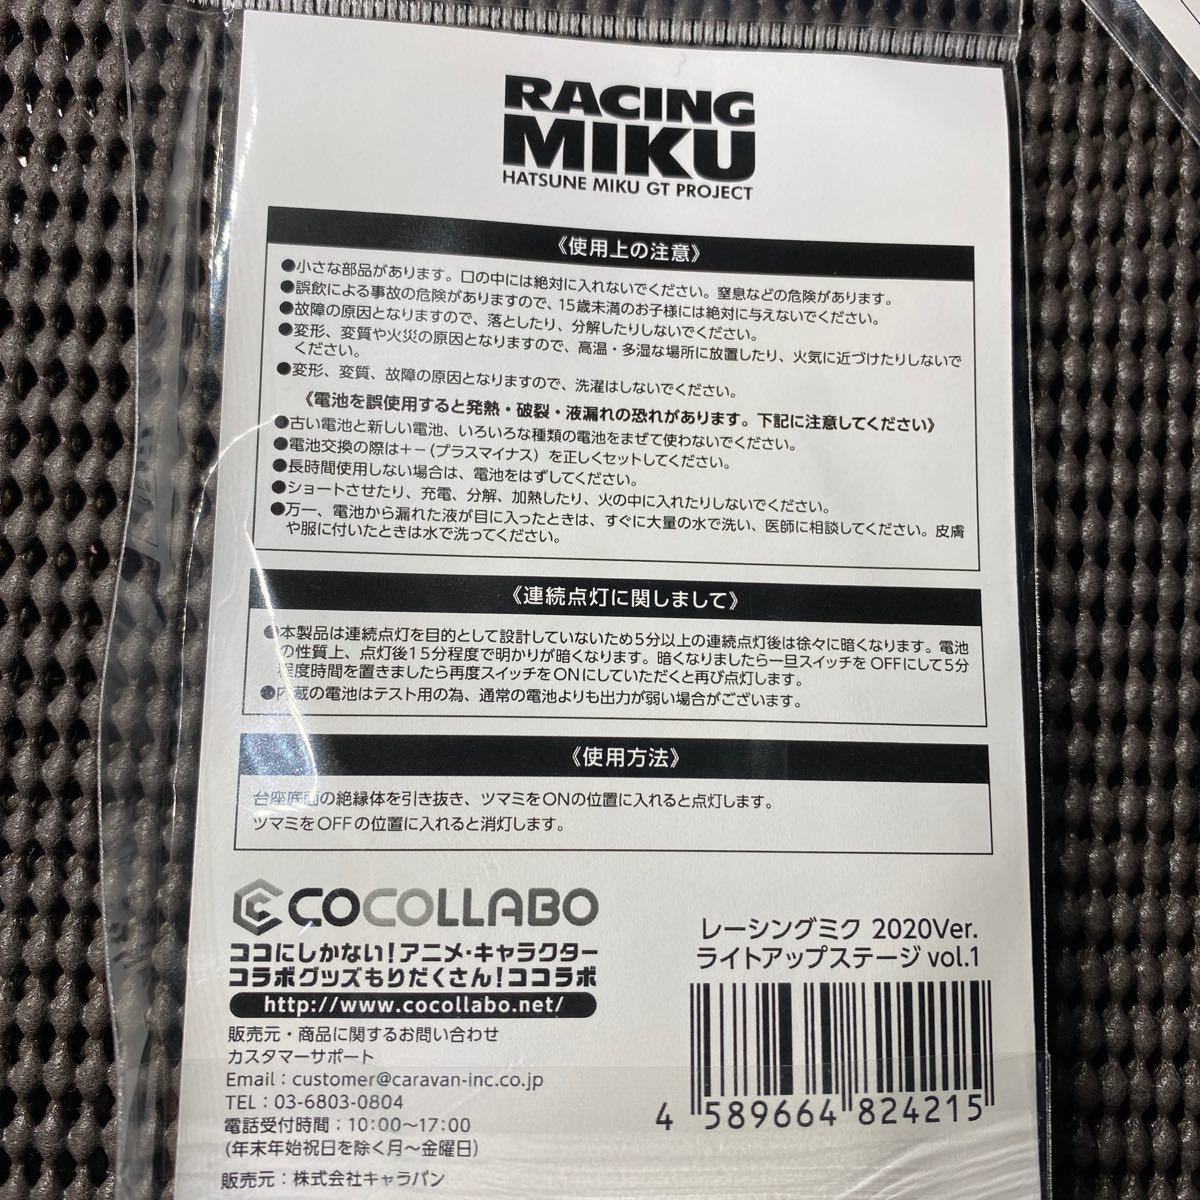 RACING
MIKU
HATSUNE MIKU GT PROJECT
《使用上の注意》
●小さな部品があります。口の中には絶対に入れないでください。窒息などの危険があります。
●誤飲による事故の危険がありますので、15歳未満のお子様には絶対に与えないでください。
●故障の原因となりますので、落としたり、分解したりしないでください。
●変形、変質や火災の原因となりますので、高温・多湿な場所に放置したり、火気に近づけたりしないで
ください。
●変形、変質、故障の原因となりますので、洗濯はしないでください。
《電池を誤使用すると発熱・破裂・液漏れの恐れがあります。下記に注意してください》
●古い電池と新しい電池、いろいろな種類の電池をまぜて使わないでください。
●電池交換の際は+−(プラスマイナス)を正しくセットしてください。
●長時間使用しない場合は、電池をはずしてください。
●ショートさせたり、充電、分解、加熱したり、火の中に入れたりしないでください。
●万一、電池から漏れた液が目に入ったときは、すぐに大量の水で洗い、医師に相談してください。皮膚
や服に付いたときは水で洗ってください。
《連続点灯に関しまして》
●本製品は連続点灯を目的として設計していないため5分以上の連続点灯後は徐々に暗くなります。電池
の性質上、点灯後15分程度で明かりが暗くなります。暗くなりましたら一旦スイッチをOFFにして5分
程度時間を置きましたら再度スイッチをONにしていただくと再び点灯します。
●内蔵の電池はテスト用の為、通常の電池よりも出力が弱い場合がございます。
《使用方法》
台座底面の絶縁体を引き抜き、ツマミをONの位置に入れると点灯します。
ツマミをOFFの位置に入れると消灯します。
COCOLLABO
ココにしかない!アニメ・キャラクター
コラボグッズもりだくさん!ココラボ
http://www.cocollabo.net/
販売元・商品に関するお問い合わせ
カスタマーサポート
Email：customer@caravan-inc.co.jp
TEL：03-6803-0804
電話受付時間：10:00〜17:00
(年末年始祝日を除く月〜金曜日)
販売元：株式会社キャラバン
レーシングミク 2020Ver.
ライトアップステージ vol.1
4 589664 824215